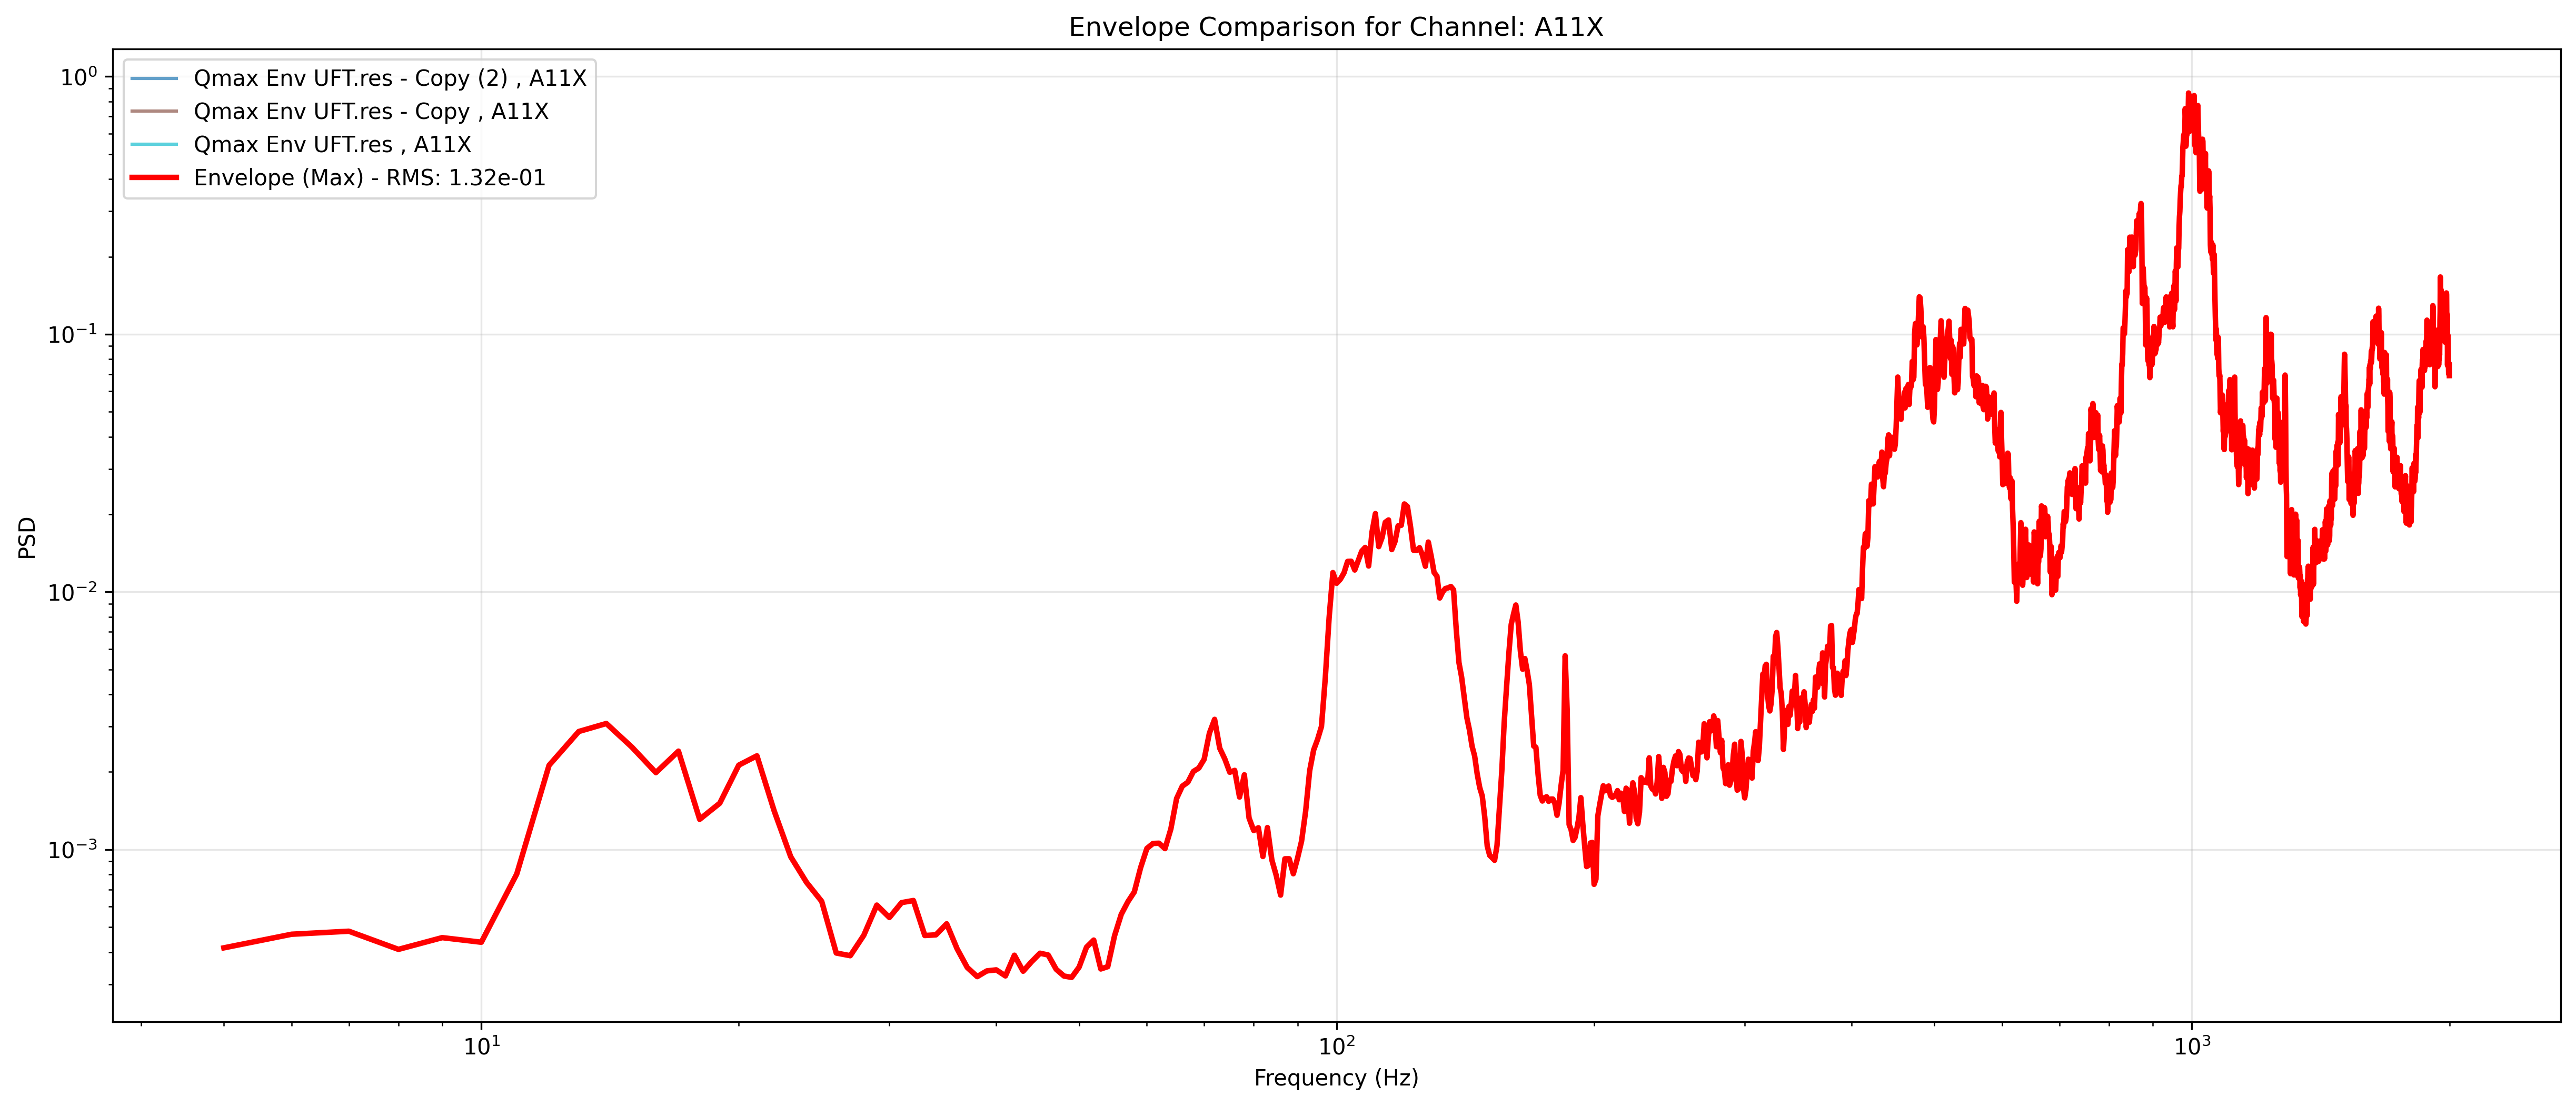 Envelope Comparison for Channel: A11X
Qmax Env UFT.res - Copy (2) , A11X
Qmax Env UFT.res - Copy , A11X
Qmax Env UFT.res , A11X
Envelope (Max) - RMS: 1.32e-01
PSD
10⁰
10⁻¹
10⁻²
10⁻³
10¹
10²
10³
Frequency (Hz)